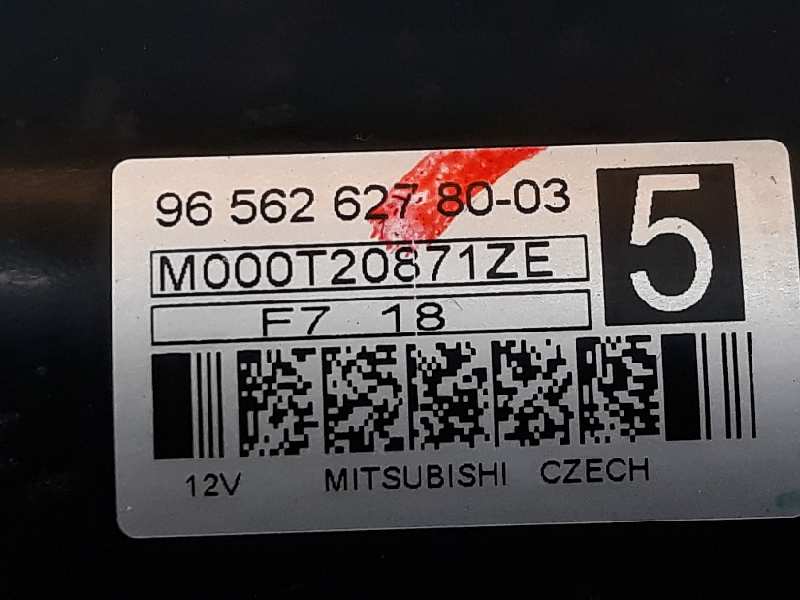 96 562 627 80-03
5
M000T20871ZE
F7 18
12V MITSUBISHI CZECH